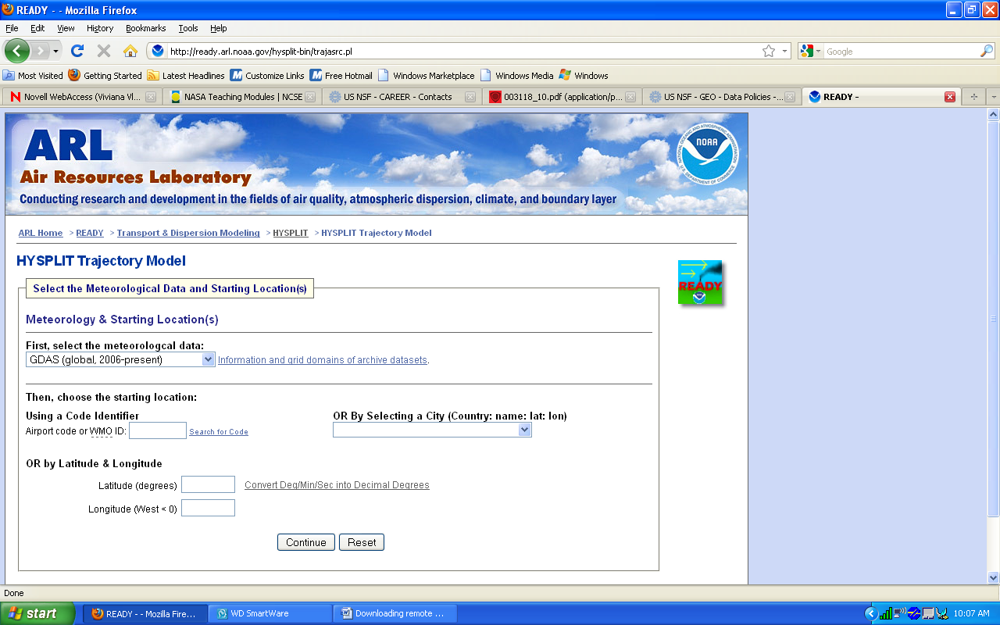 READY - - Mozilla Firefox
File Edit View History Bookmarks Tools Help
http://ready.arl.noaa.gov/hysplit-bin/trajasrc.pl
Google
Most Visited Getting Started Latest Headlines Customize Links Free Hotmail Windows Marketplace Windows Media Windows
Novell WebAccess (Viviana Vl... NASA Teaching Modules | NCSE US NSF - CAREER - Contacts 003118_10.pdf (application/p... US NSF - GEO - Data Policies -... READY -
ARL
NOAA
Air Resources Laboratory
Conducting research and development in the fields of air quality, atmospheric dispersion, climate, and boundary layer
ARL Home > READY > Transport & Dispersion Modeling > HYSPLIT > HYSPLIT Trajectory Model
HYSPLIT Trajectory Model
READY
Select the Meteorological Data and Starting Location(s)
Meteorology & Starting Location(s)
First, select the meteorologcal data:
GDAS (global, 2006-present) Information and grid domains of archive datasets.
Then, choose the starting location:
Using a Code Identifier OR By Selecting a City (Country: name: lat: lon)
Airport code or WMO ID: Search for Code
OR by Latitude & Longitude
Latitude (degrees) Convert Deg/Min/Sec into Decimal Degrees
Longitude (West < 0)
Continue Reset
Done
start READY - - Mozilla Fire... WD SmartWare Downloading remote ... 10:07 AM